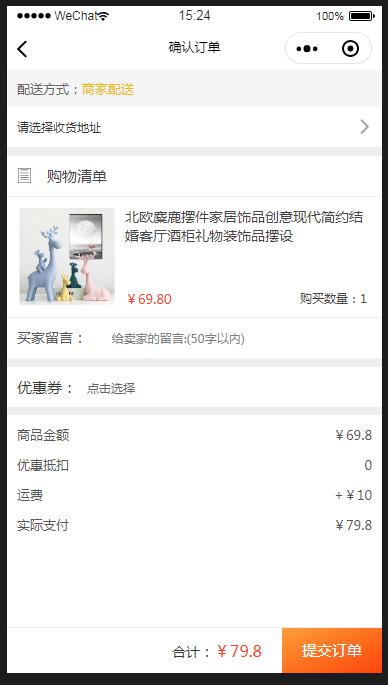 WeChat 15:24 100%
确认订单
配送方式：商家配送
请选择收货地址
购物清单
北欧麋鹿摆件家居饰品创意现代简约结
婚客厅酒柜礼物装饰品摆设
￥69.80 购买数量：1
买家留言： 给卖家的留言:(50字以内)
优惠券： 点击选择
商品金额 ￥69.8
优惠抵扣 0
运费 +￥10
实际支付 ￥79.8
合计：￥79.8 提交订单